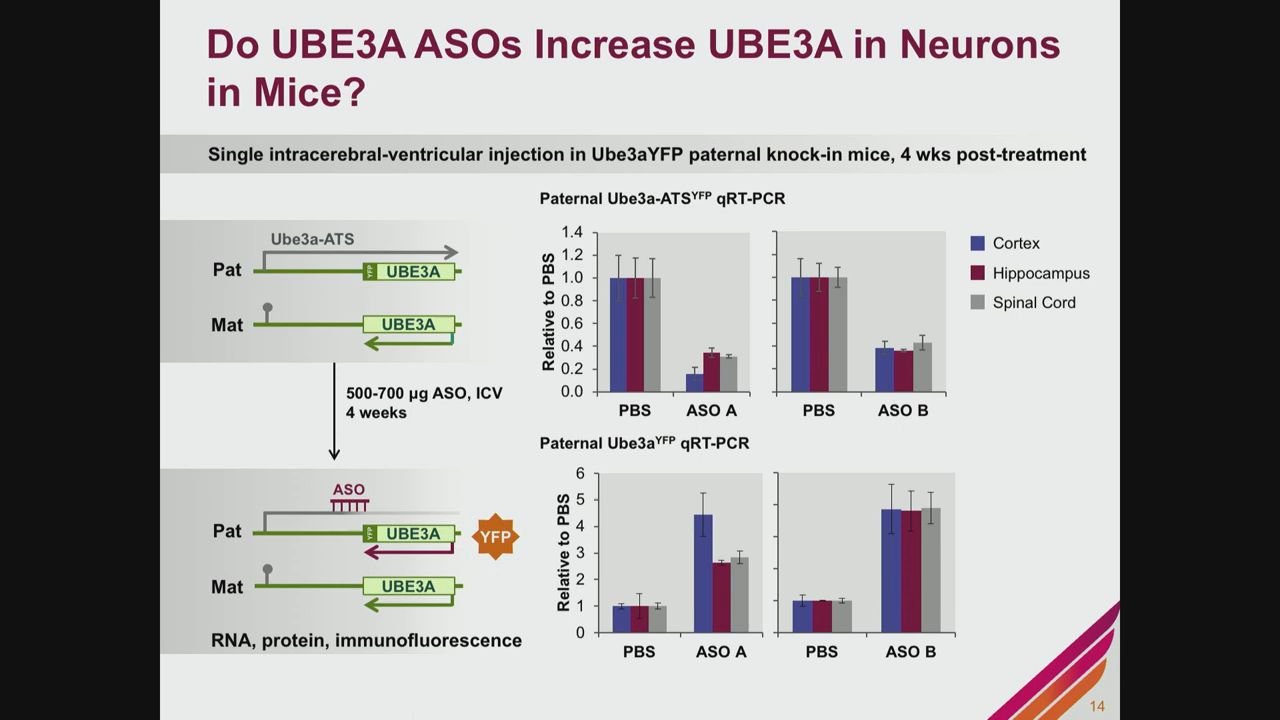 Do UBE3A ASOs Increase UBE3A in Neurons
in Mice?
Single intracerebral-ventricular injection in Ube3aYFP paternal knock-in mice, 4 wks post-treatment
Ube3a-ATS
Pat
YFP
UBE3A
Mat
UBE3A
500-700 µg ASO, ICV
4 weeks
ASO
Pat
YFP
UBE3A
YFP
Mat
UBE3A
RNA, protein, immunofluorescence
Paternal Ube3a-ATSYFP qRT-PCR
Relative to PBS
1.4
1.2
1.0
0.8
0.6
0.4
0.2
0.0
PBS
ASO A
PBS
ASO B
Cortex
Hippocampus
Spinal Cord
Paternal Ube3aYFP qRT-PCR
Relative to PBS
6
5
4
3
2
1
0
PBS
ASO A
PBS
ASO B
14